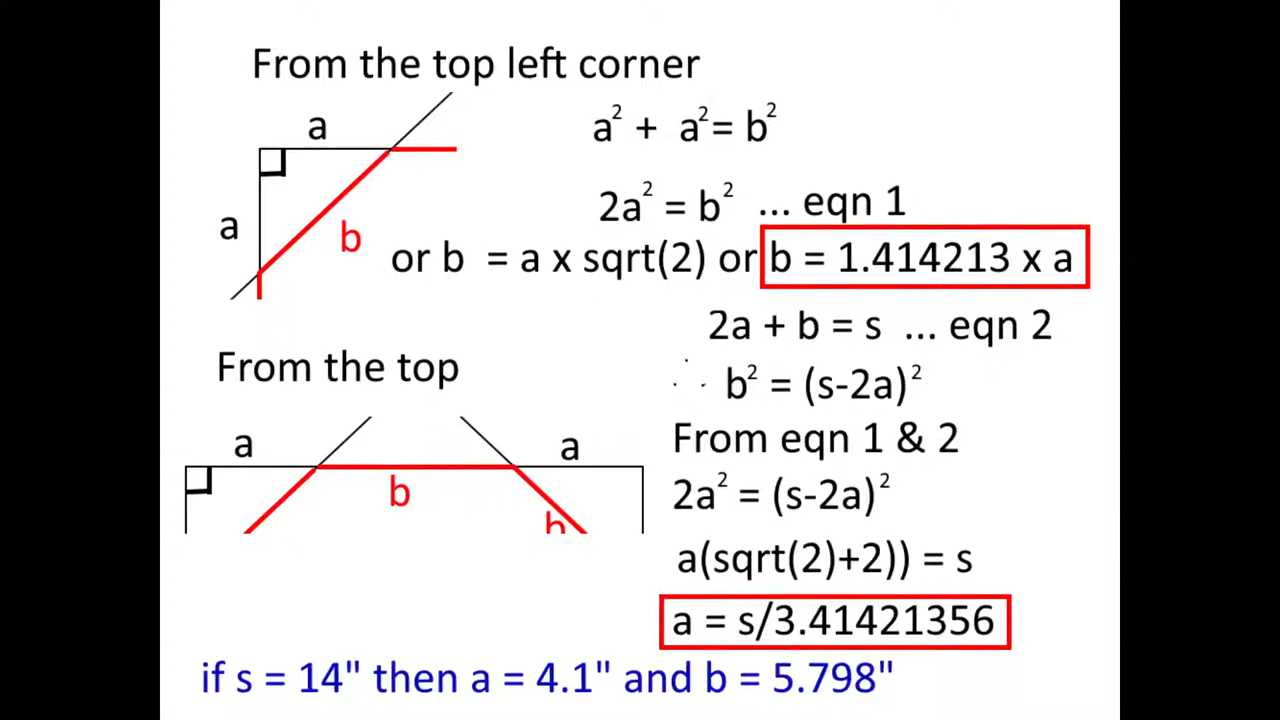 From the top left corner
a
a
b
a² + a² = b²
2a² = b² ... eqn 1
or b = a x sqrt(2) or b = 1.414213 x a
2a + b = s ... eqn 2
∴ b² = (s-2a)²
From the top
a
a
b
b
From eqn 1 & 2
2a² = (s-2a)²
a(sqrt(2)+2)) = s
a = s/3.41421356
if s = 14" then a = 4.1" and b = 5.798"